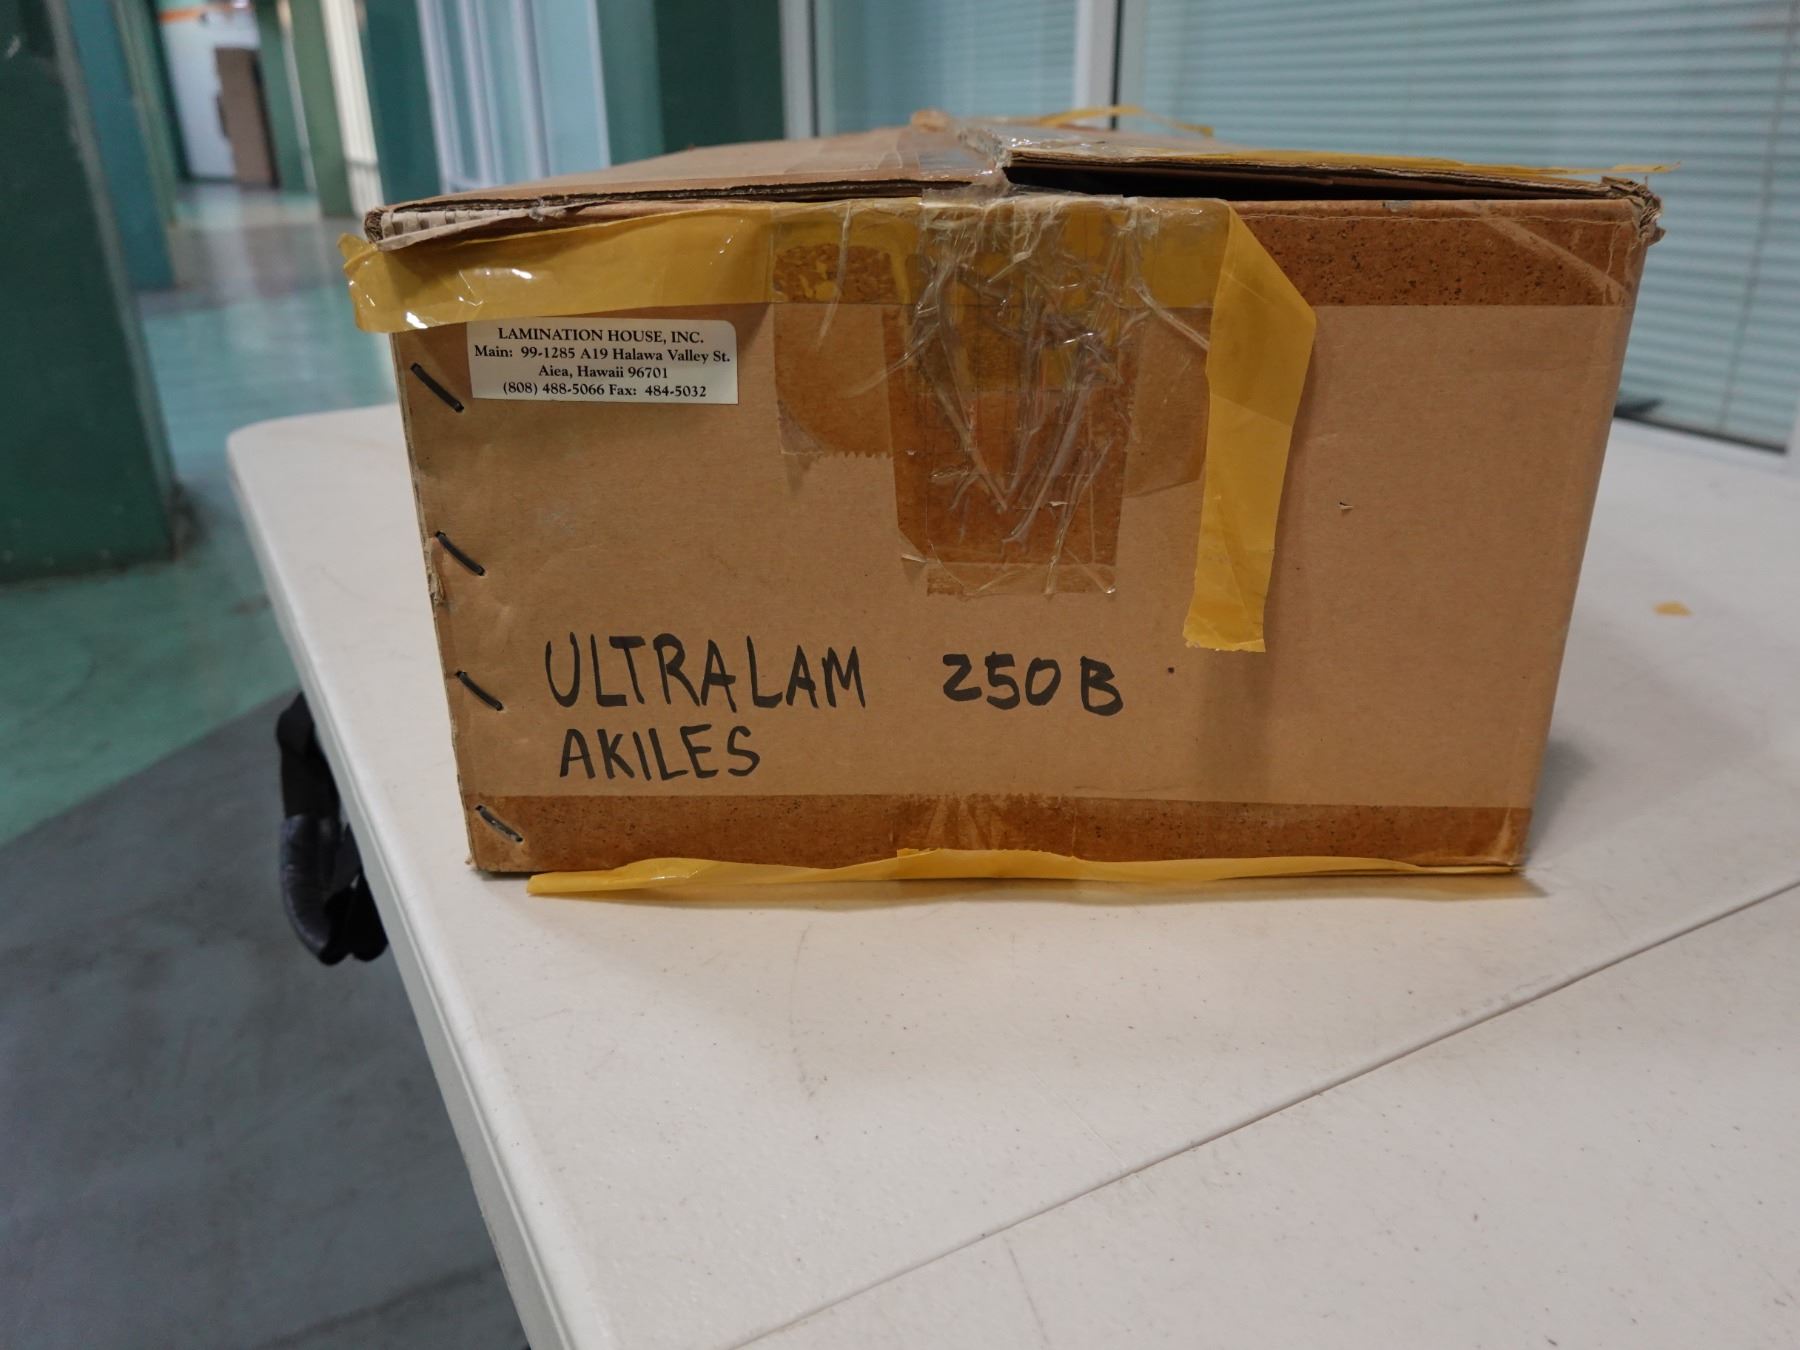 LAMINATION HOUSE, INC.
Main: 99-1285 A19 Halawa Valley St.
Aiea, Hawaii 96701
(808) 488-5066 Fax: 484-5032
ULTRALAM 250B
AKILES